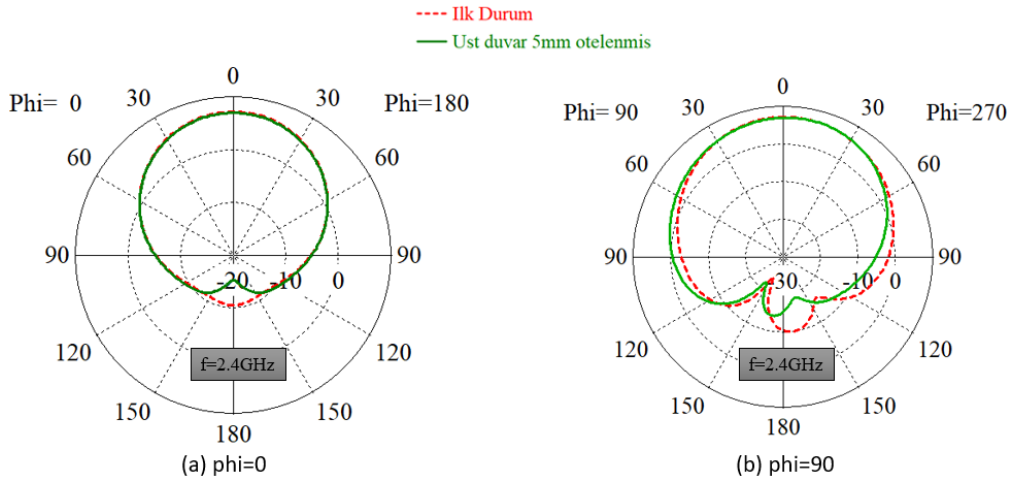 Ilk Durum
Ust duvar 5mm otelenmis
0
Phi= 0 30 30 Phi=180
60 60
90 -20 -10 0 90
120 120
f=2.4GHz
150 150
180
(a) phi=0
0
Phi= 90 30 30 Phi=270
60 60
90 -30 -10 0 90
120 120
f=2.4GHz
150 150
180
(b) phi=90